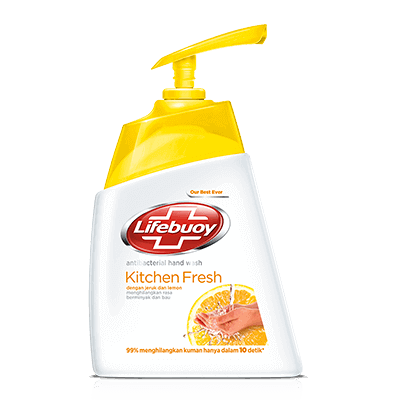 Our Best Ever
Lifebuoy
antibacterial hand wash
Kitchen Fresh
dengan jeruk dan lemon
menghilangkan rasa
berminyak dan bau
99% menghilangkan kuman hanya dalam 10 detik*